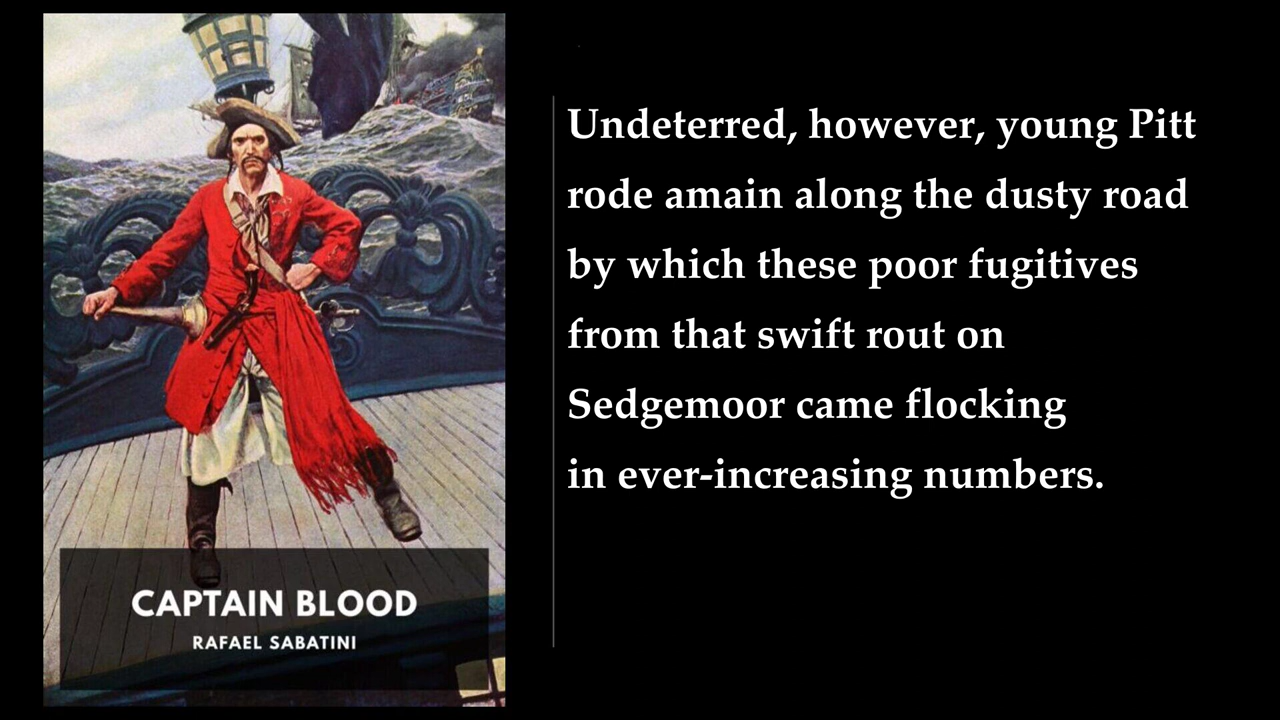 Undeterred, however, young Pitt
rode amain along the dusty road
by which these poor fugitives
from that swift rout on
Sedgemoor came flocking
in ever-increasing numbers.
CAPTAIN BLOOD
RAFAEL SABATINI